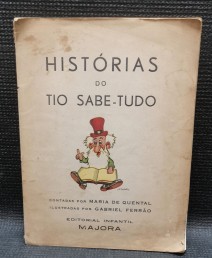 HISTÓRIAS
DO
TIO SABE-TUDO
CONTADAS POR MARIA DE QUENTAL
ILUSTRADAS POR GABRIEL FERRÃO
EDITORIAL INFANTIL
MAJORA